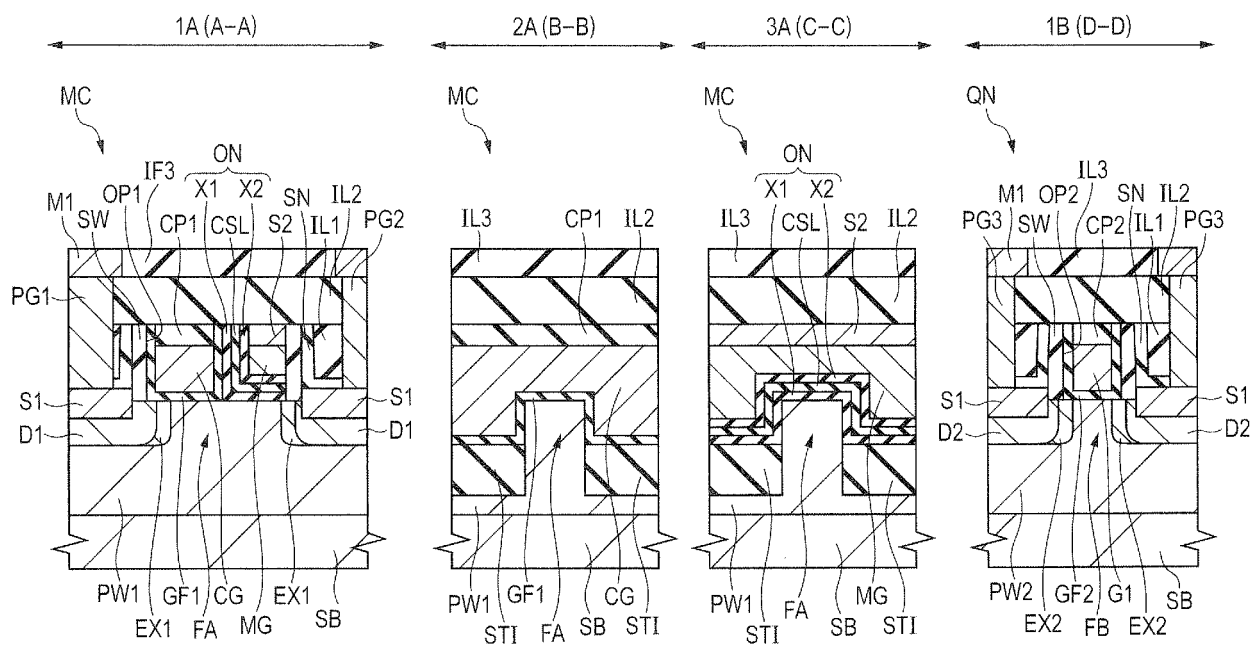 1A (A-A) 2A (B-B) 3A (C-C) 1B (D-D)
MC MC MC QN
ON ON
IF3 X1 X2 X1 X2 IL3
OP1 SN IL2 OP2 SN
M1 CP1 CSL S2 IL1 PG2 IL3 CP1 IL2 IL3 CSL S2 IL2 M1 CP2 IL1 IL2
SW PG3 SW PG3
PG1
S1 S1 S1 S1
D1 D1 D2 D2
PW1 GF1 CG MG EX1 SB PW1 GF1 SB CG PW1 FA MG PW2 GF2 G1 SB
EX1 FA STI FA STI STI SB STI EX2 FB EX2